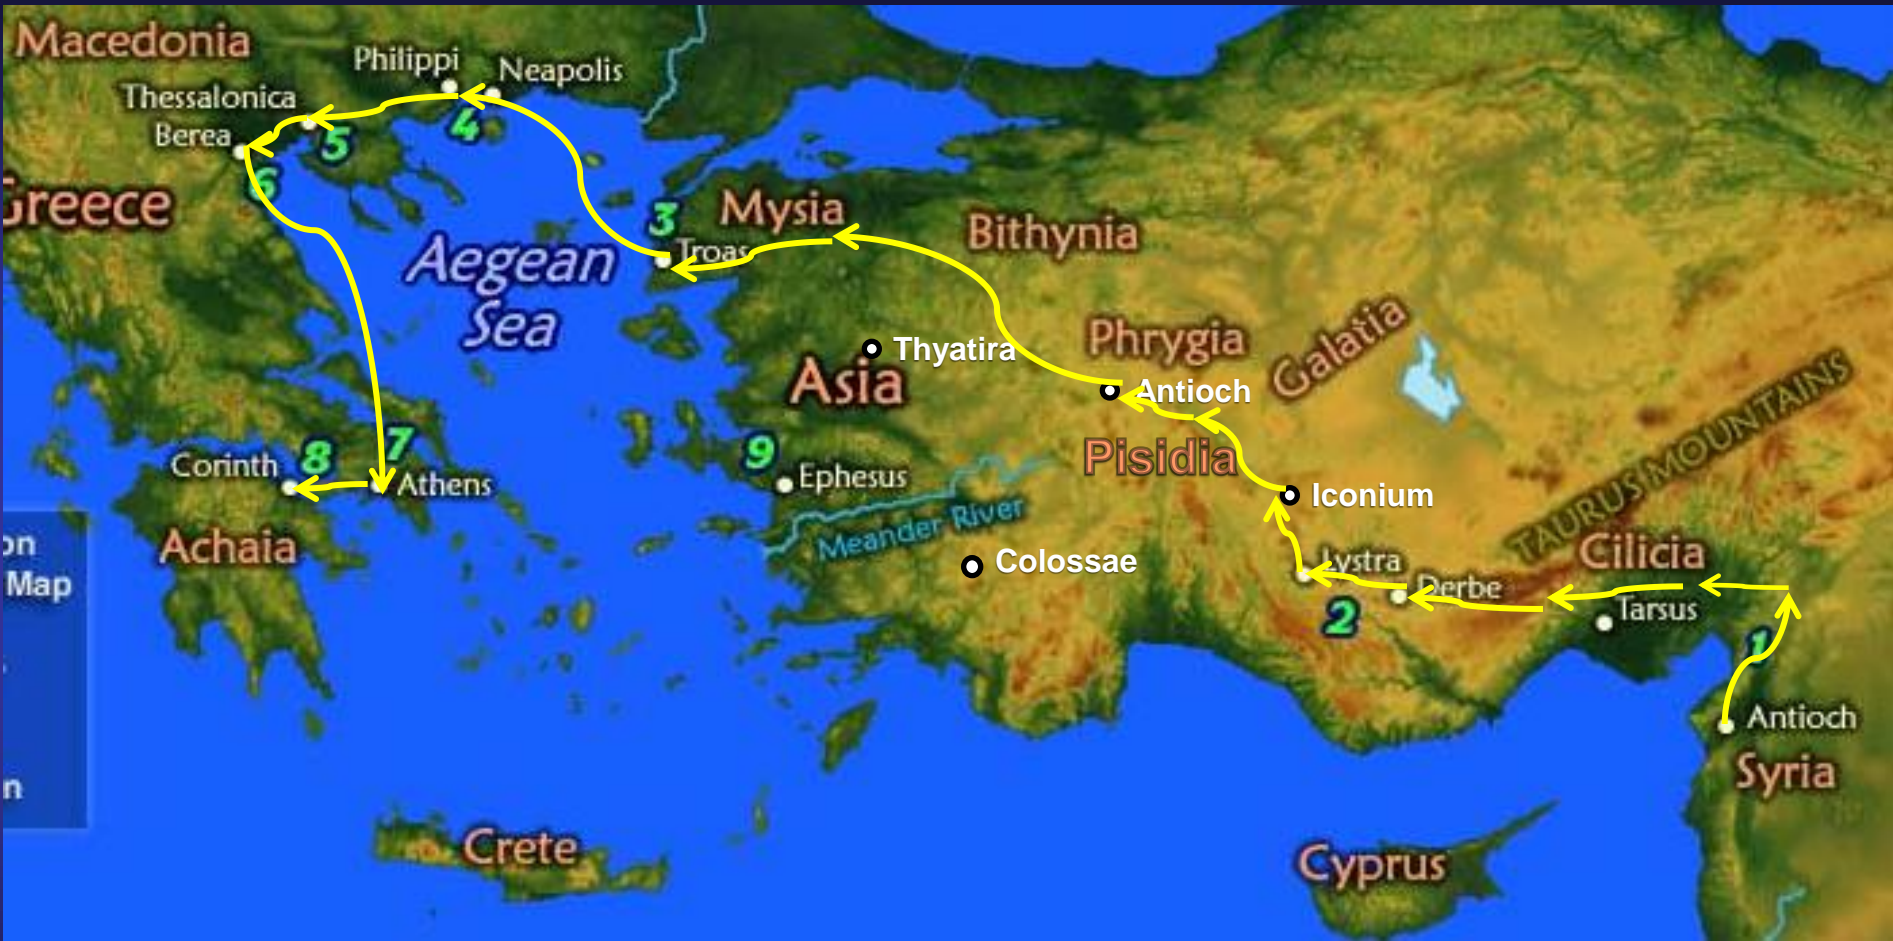 Macedonia
Philippi
Neapolis
Thessalonica
4
Berea
5
6
Greece
3
Mysia
Troas
Bithynia
Aegean
Sea
Thyatira
Phrygia
Galatia
Asia
Antioch
TAURUS MOUNTAINS
Pisidia
7
8
Corinth
Athens
9
Ephesus
Iconium
Meander River
Achaia
on
Map
Colossae
Lystra
Cilicia
Derbe
2
Tarsus
1
Antioch
Syria
n
Crete
Cyprus